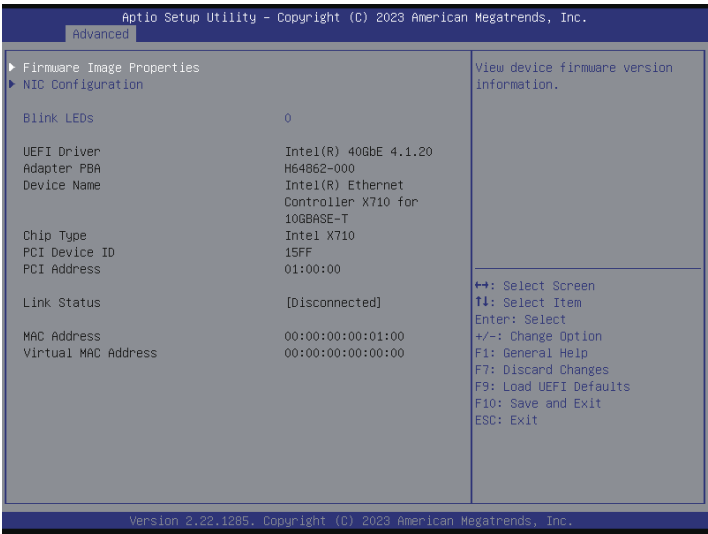 Aptio Setup Utility – Copyright (C) 2023 American Megatrends, Inc.
Advanced
Firmware Image Properties
NIC Configuration
Blink LEDs 0
UEFI Driver Intel(R) 40GbE 4.1.20
Adapter PBA H64862-000
Device Name Intel(R) Ethernet
Controller X710 for
10GBASE-T
Chip Type Intel X710
PCI Device ID 15FF
PCI Address 01:00:00
Link Status [Disconnected]
MAC Address 00:00:00:00:01:00
Virtual MAC Address 00:00:00:00:00:00
View device firmware version
information.
↔: Select Screen
↑↓: Select Item
Enter: Select
+/-: Change Option
F1: General Help
F7: Discard Changes
F9: Load UEFI Defaults
F10: Save and Exit
ESC: Exit
Version 2.22.1285. Copyright (C) 2023 American Megatrends, Inc.